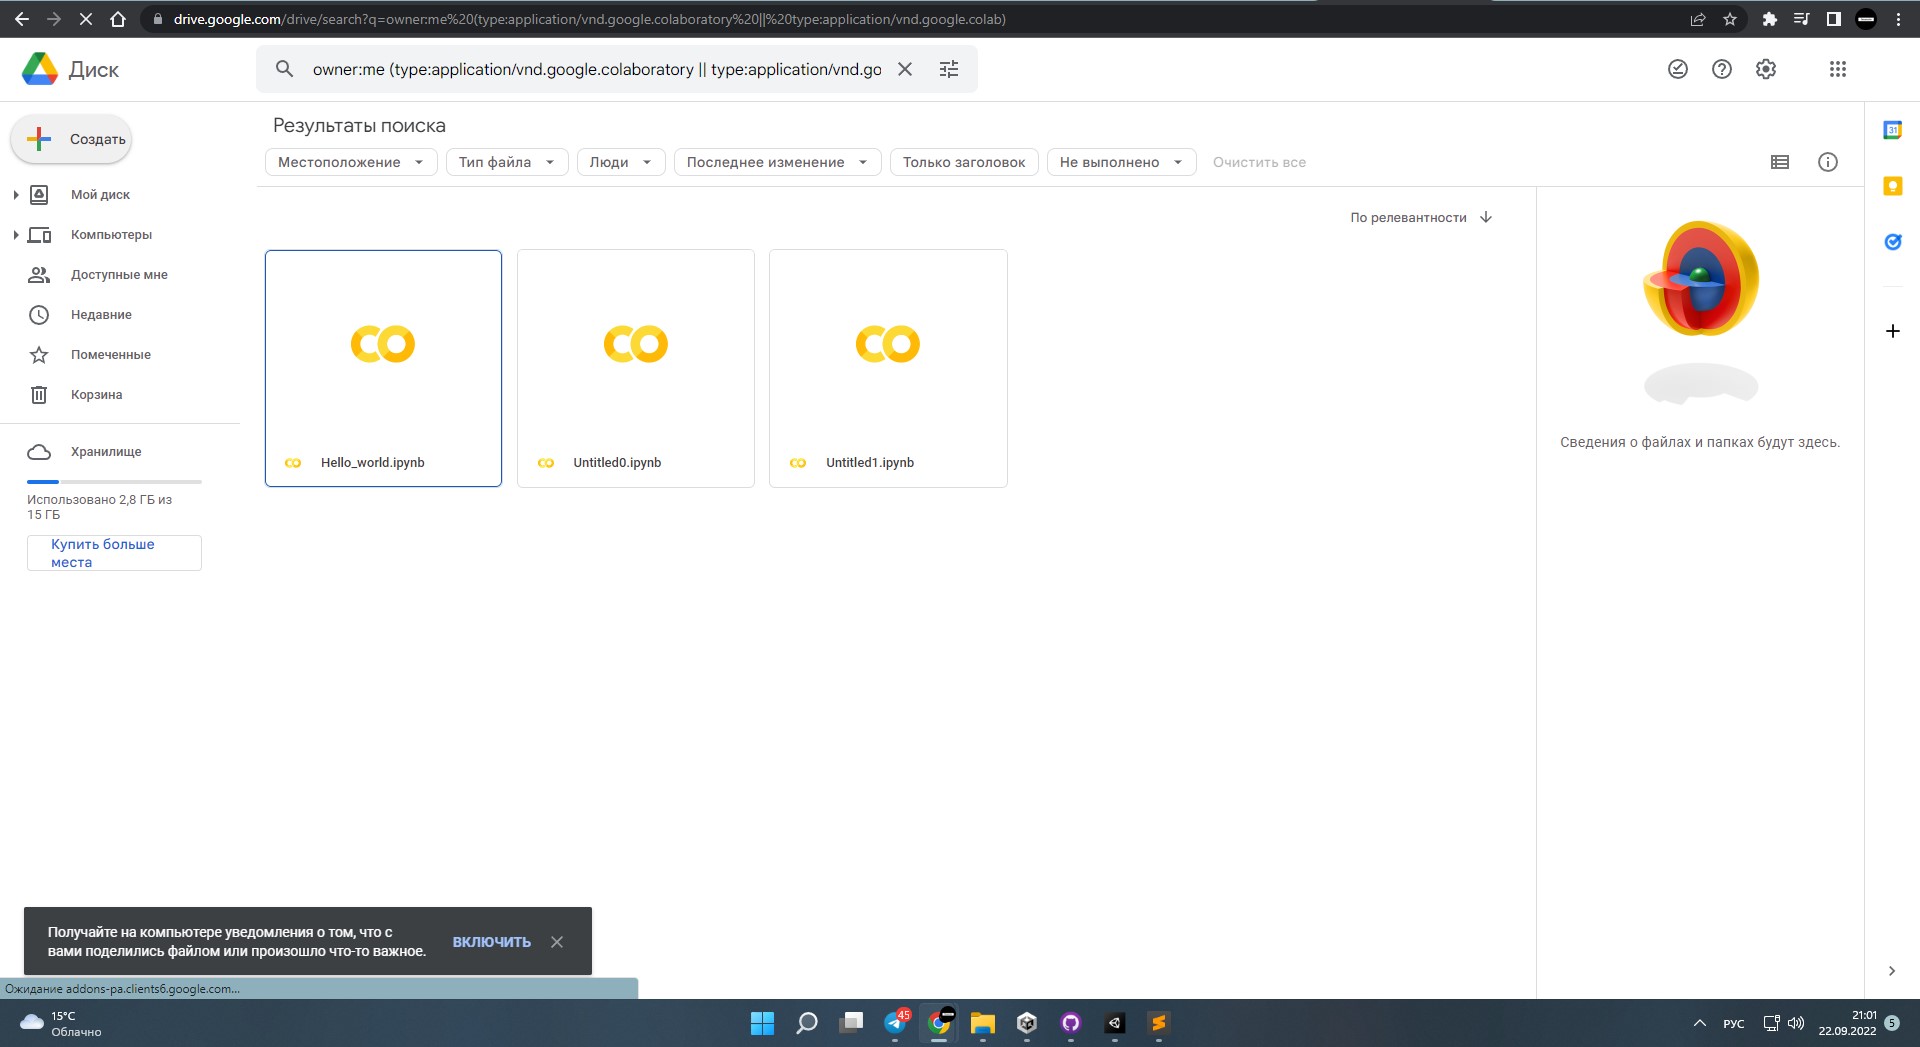 drive.google.com/drive/search?q=owner:me%20(type:application/vnd.google.colaboratory%20||%20type:application/vnd.google.colab)
Диск
owner:me (type:application/vnd.google.colaboratory || type:application/vnd.go
Создать
Результаты поиска
Местоположение
Тип файла
Люди
Последнее изменение
Только заголовок
Не выполнено
Очистить все
31
Мой диск
Компьютеры
Доступные мне
Недавние
Помеченные
Корзина
Хранилище
Использовано 2,8 ГБ из
15 ГБ
Купить больше
места
По релевантности
Hello_world.ipynb
Untitled0.ipynb
Untitled1.ipynb
Сведения о файлах и папках будут здесь.
Получайте на компьютере уведомления о том, что с
вами поделились файлом или произошло что-то важное.
ВКЛЮЧИТЬ
Ожидание addons-pa.clients6.google.com...
15°C
Облачно
45
РУС
21:01
22.09.2022
5